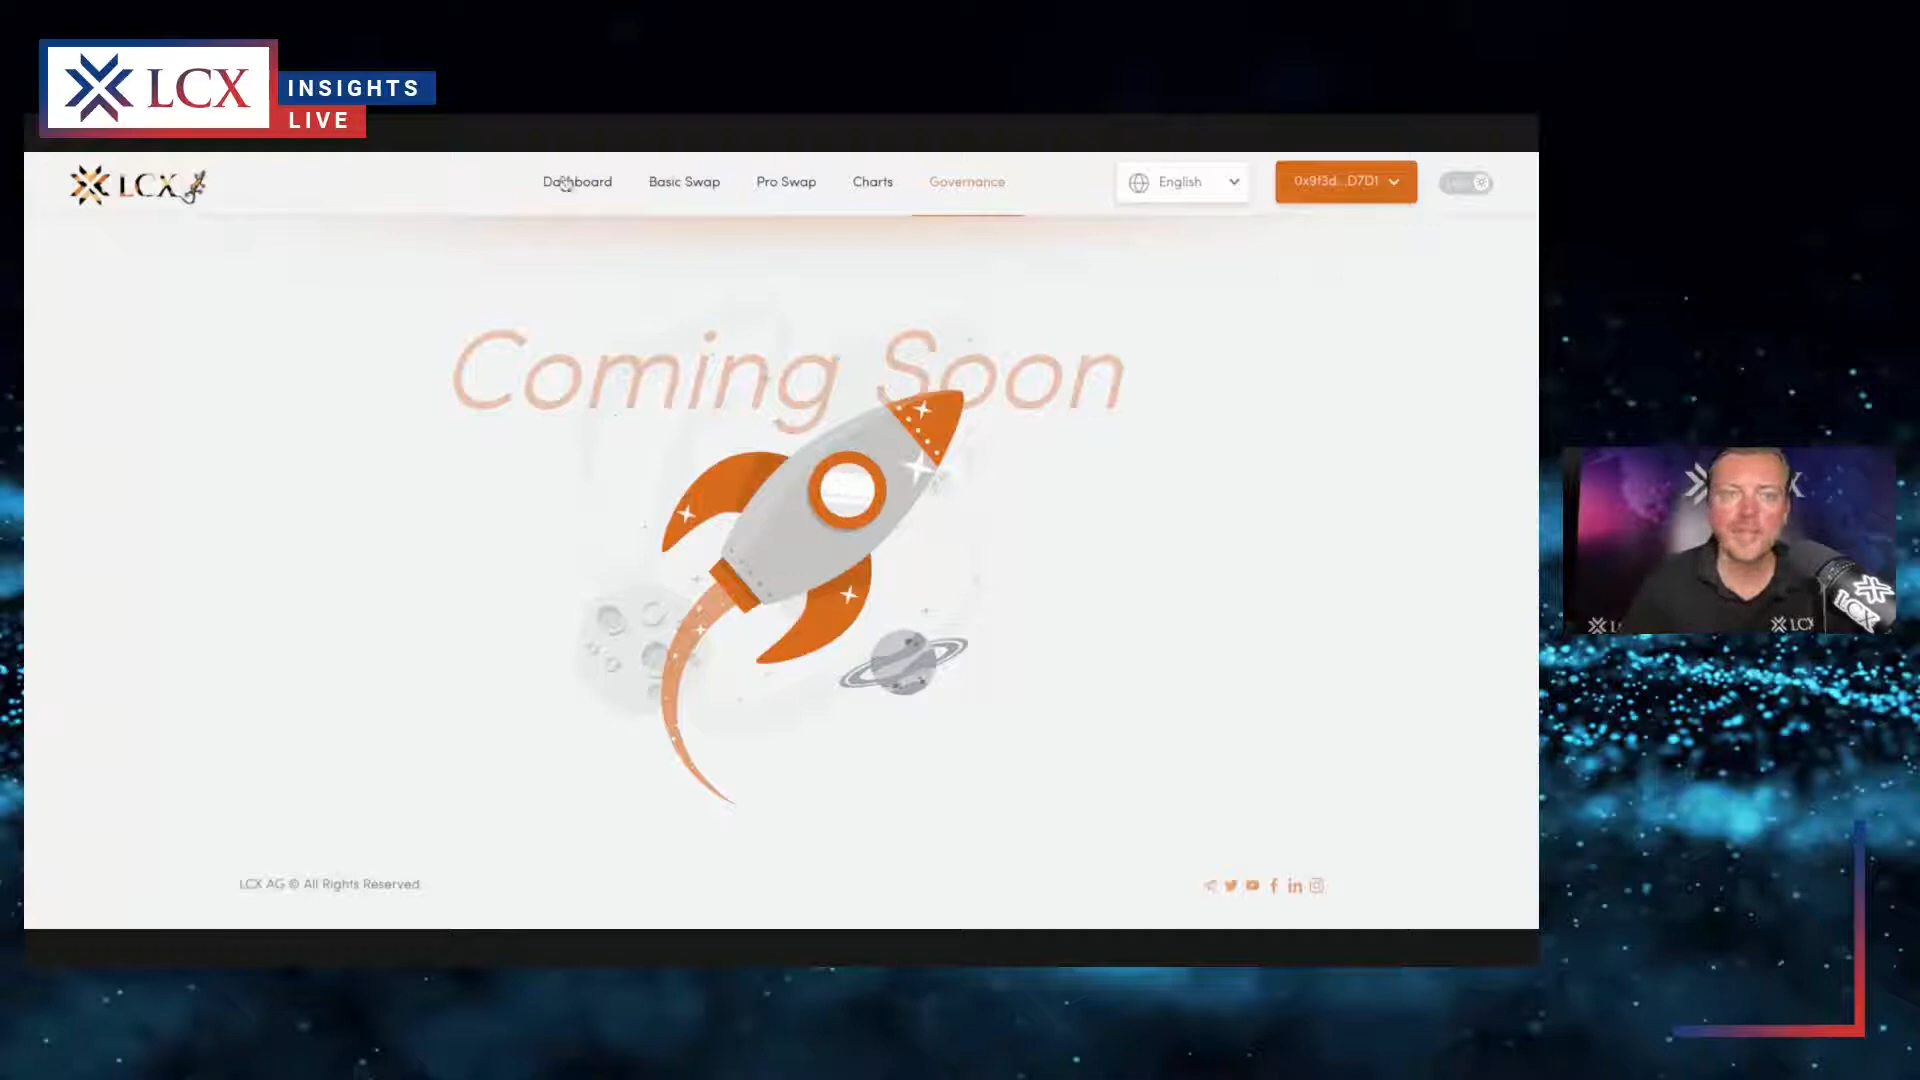 LCX
INSIGHTS
LIVE
LCX
Dashboard
Basic Swap
Pro Swap
Charts
Governance
English
0x9f3d...D7D1
Coming Soon
LCX AG © All Rights Reserved.
LCX
LCX